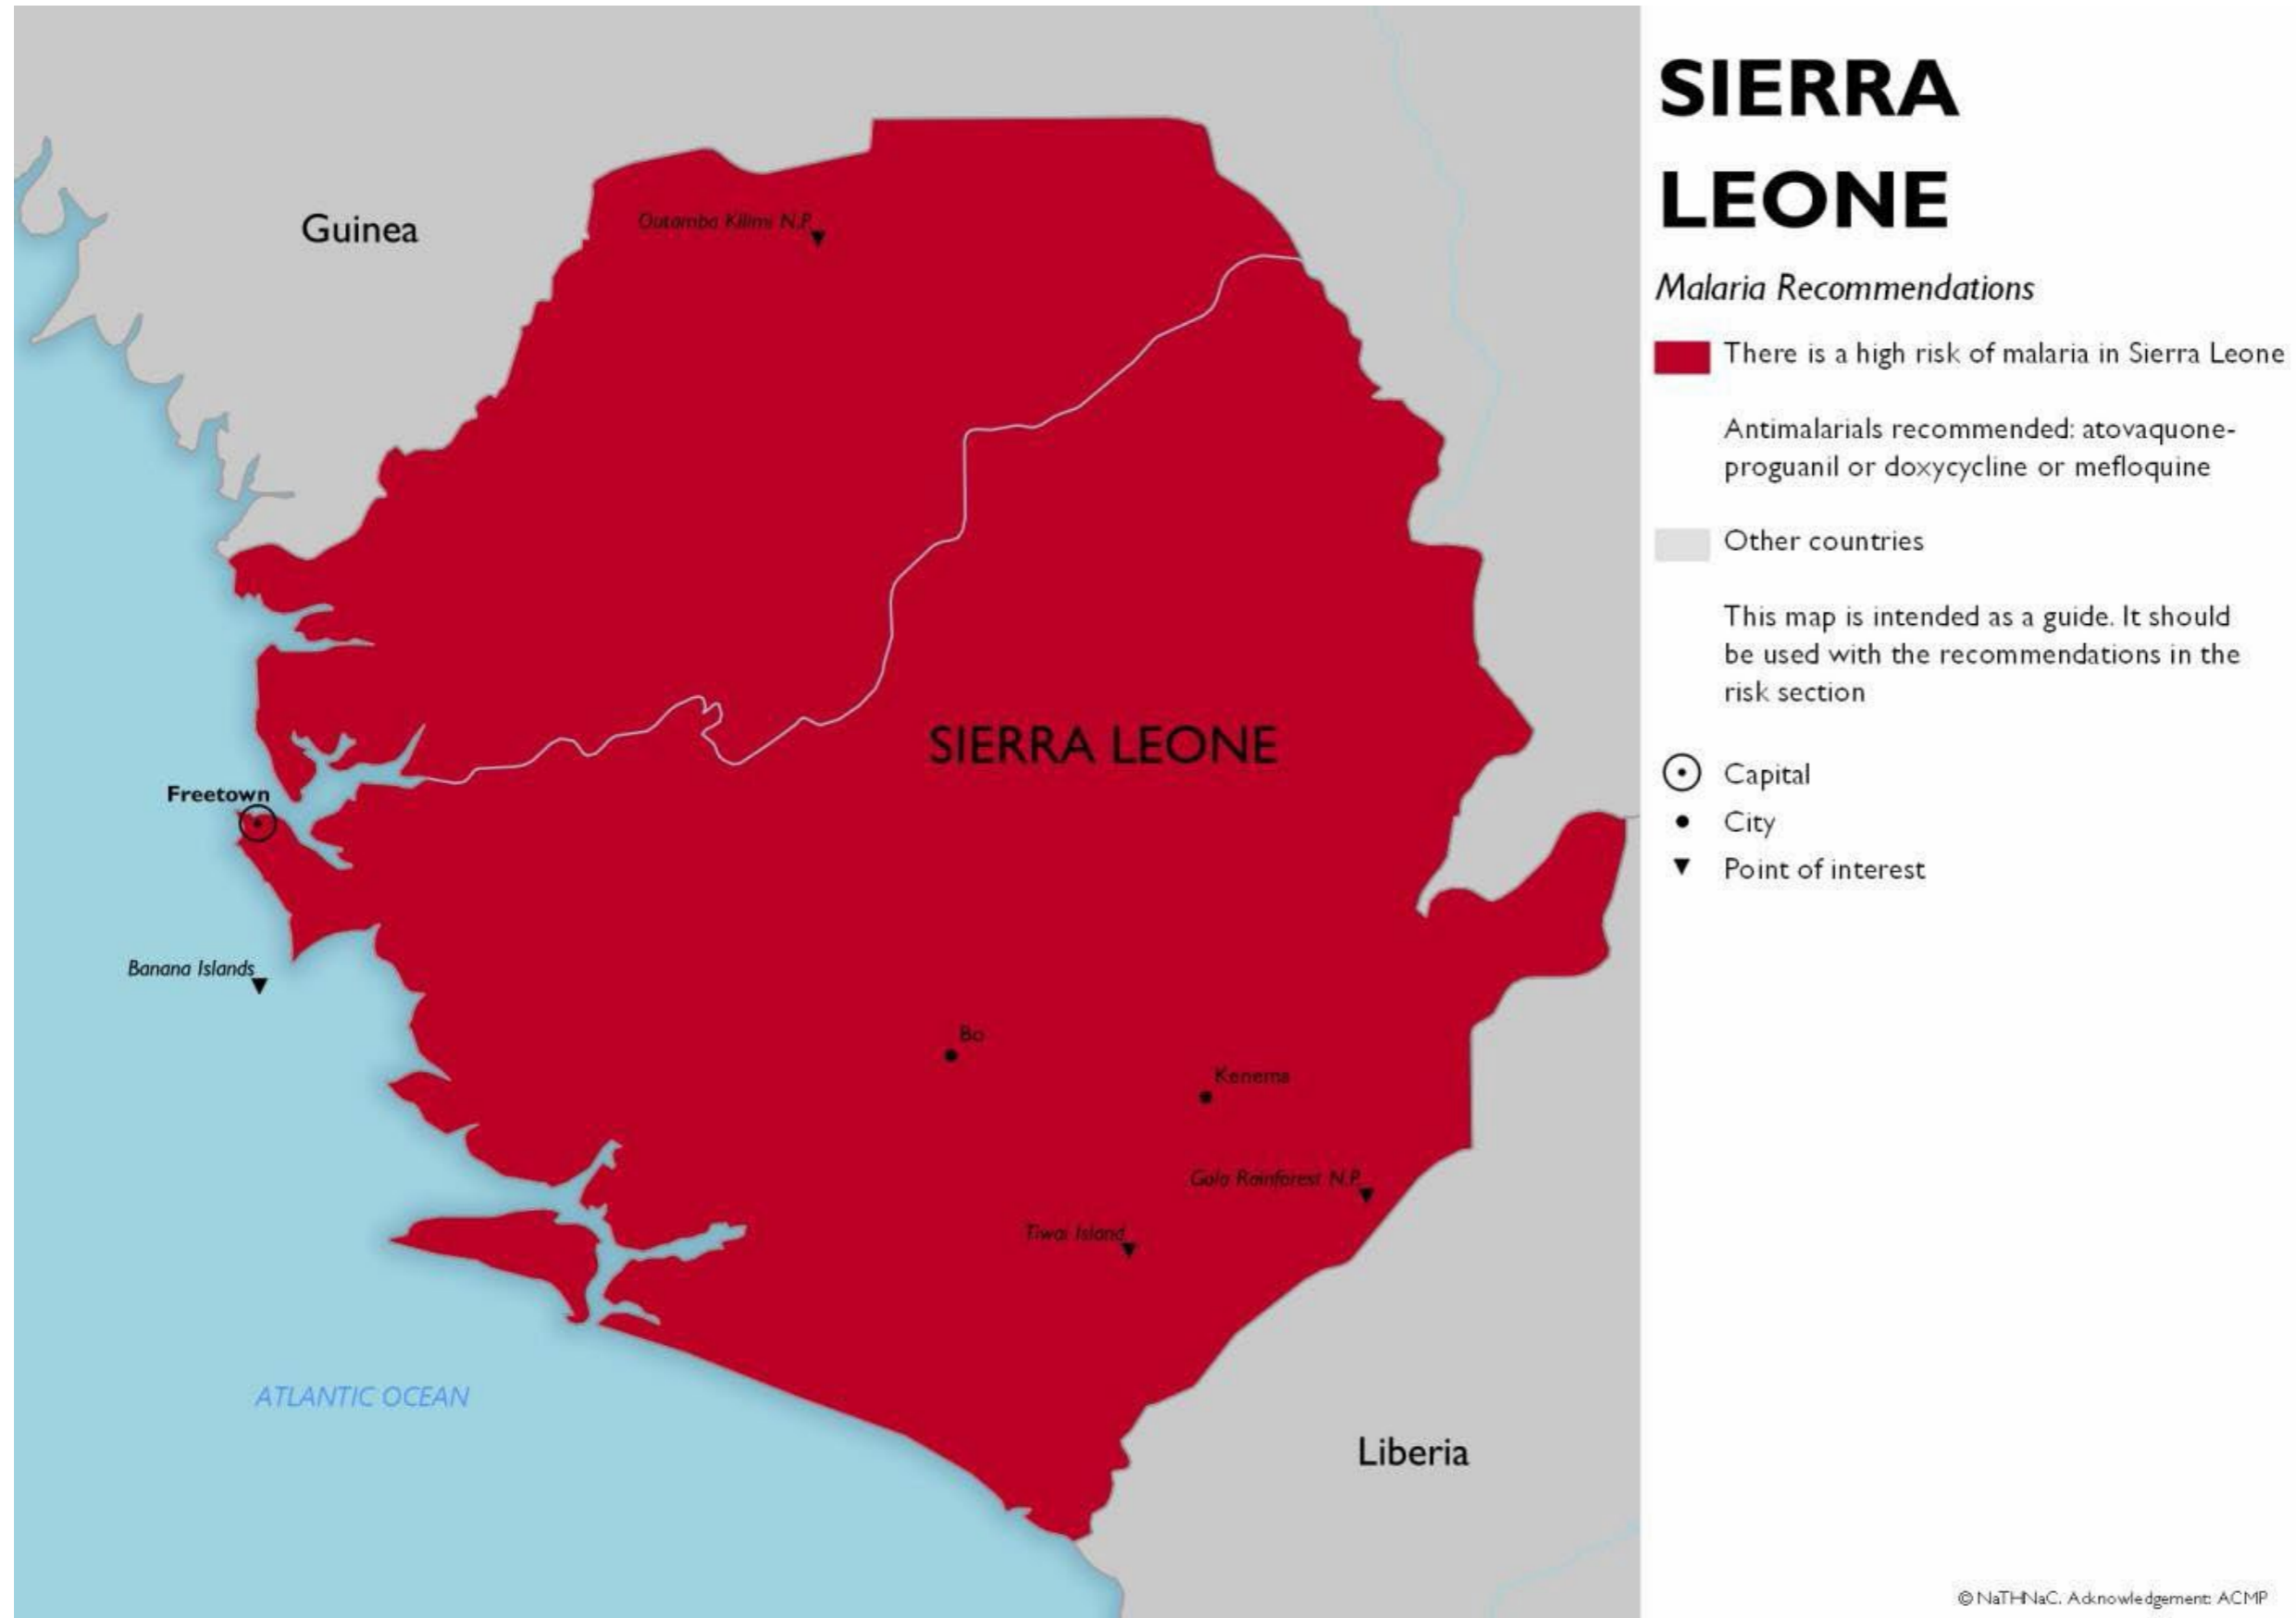 SIERRA
LEONE
Malaria Recommendations
There is a high risk of malaria in Sierra Leone
Antimalarials recommended: atovaquone-
proguanil or doxycycline or mefloquine
Other countries
This map is intended as a guide. It should
be used with the recommendations in the
risk section
Capital
City
Point of interest
Guinea
Outamba Kilimi N.P.
SIERRA LEONE
Freetown
Banana Islands
Bo
Kenema
Gola Rainforest N.P.
Tiwai Island
ATLANTIC OCEAN
Liberia
© NaTHNaC. Acknowledgement: ACMP